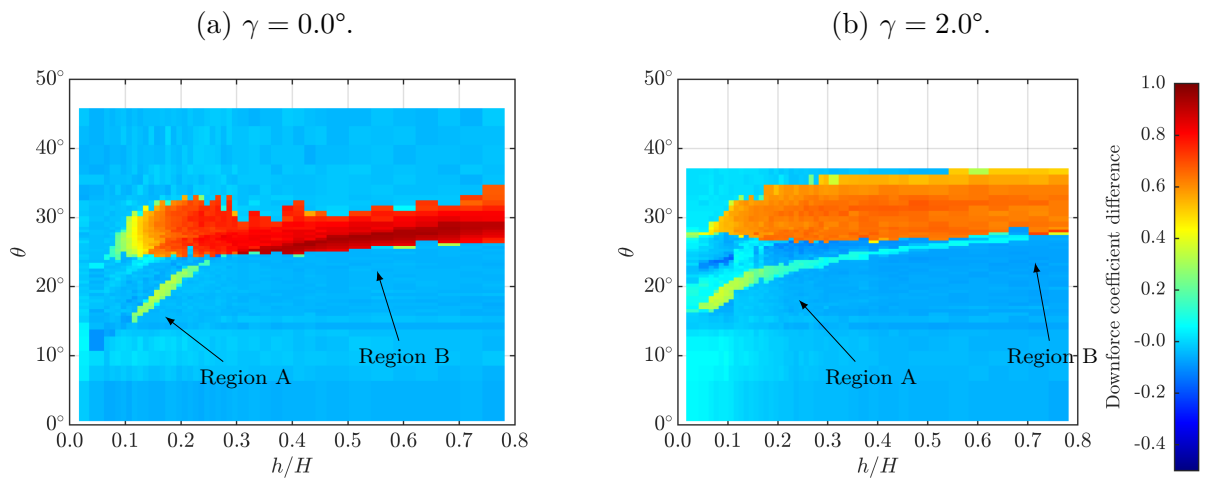 (a) γ = 0.0°.
(b) γ = 2.0°.
50°
40°
30°
20°
10°
0°
θ
0.0 0.1 0.2 0.3 0.4 0.5 0.6 0.7 0.8
h/H
Region A
Region B
50°
40°
30°
20°
10°
0°
θ
0.0 0.1 0.2 0.3 0.4 0.5 0.6 0.7 0.8
h/H
Region A
Region B
Downforce coefficient difference
1.0
0.8
0.6
0.4
0.2
0.0
-0.2
-0.4